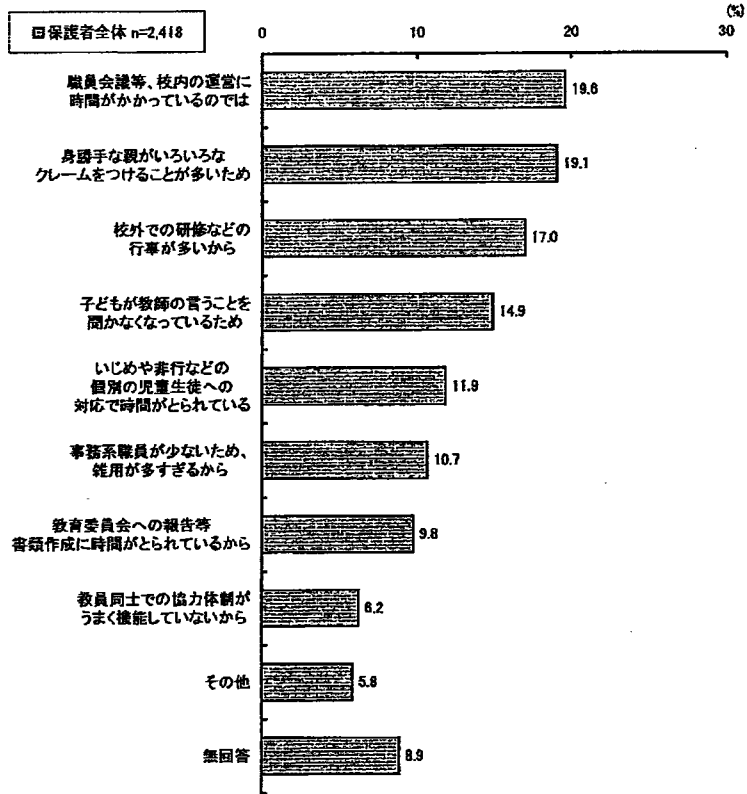 (%)
保護者全体 n=2,418
0 10 20 30
職員会議等、校内の運営に
時間がかかっているのでは
19.6
身勝手な親がいろいろな
クレームをつけることが多いため
19.1
校外での研修などの
行事が多いから
17.0
子どもが教師の言うことを
聞かなくなっているため
14.9
いじめや非行などの
個別の児童生徒への
対応で時間がとられている
11.9
事務系職員が少ないため、
雑用が多すぎるから
10.7
教育委員会への報告等
書類作成に時間がとられているから
9.8
教員同士での協力体制が
うまく機能していないから
6.2
その他
5.8
無回答
8.9